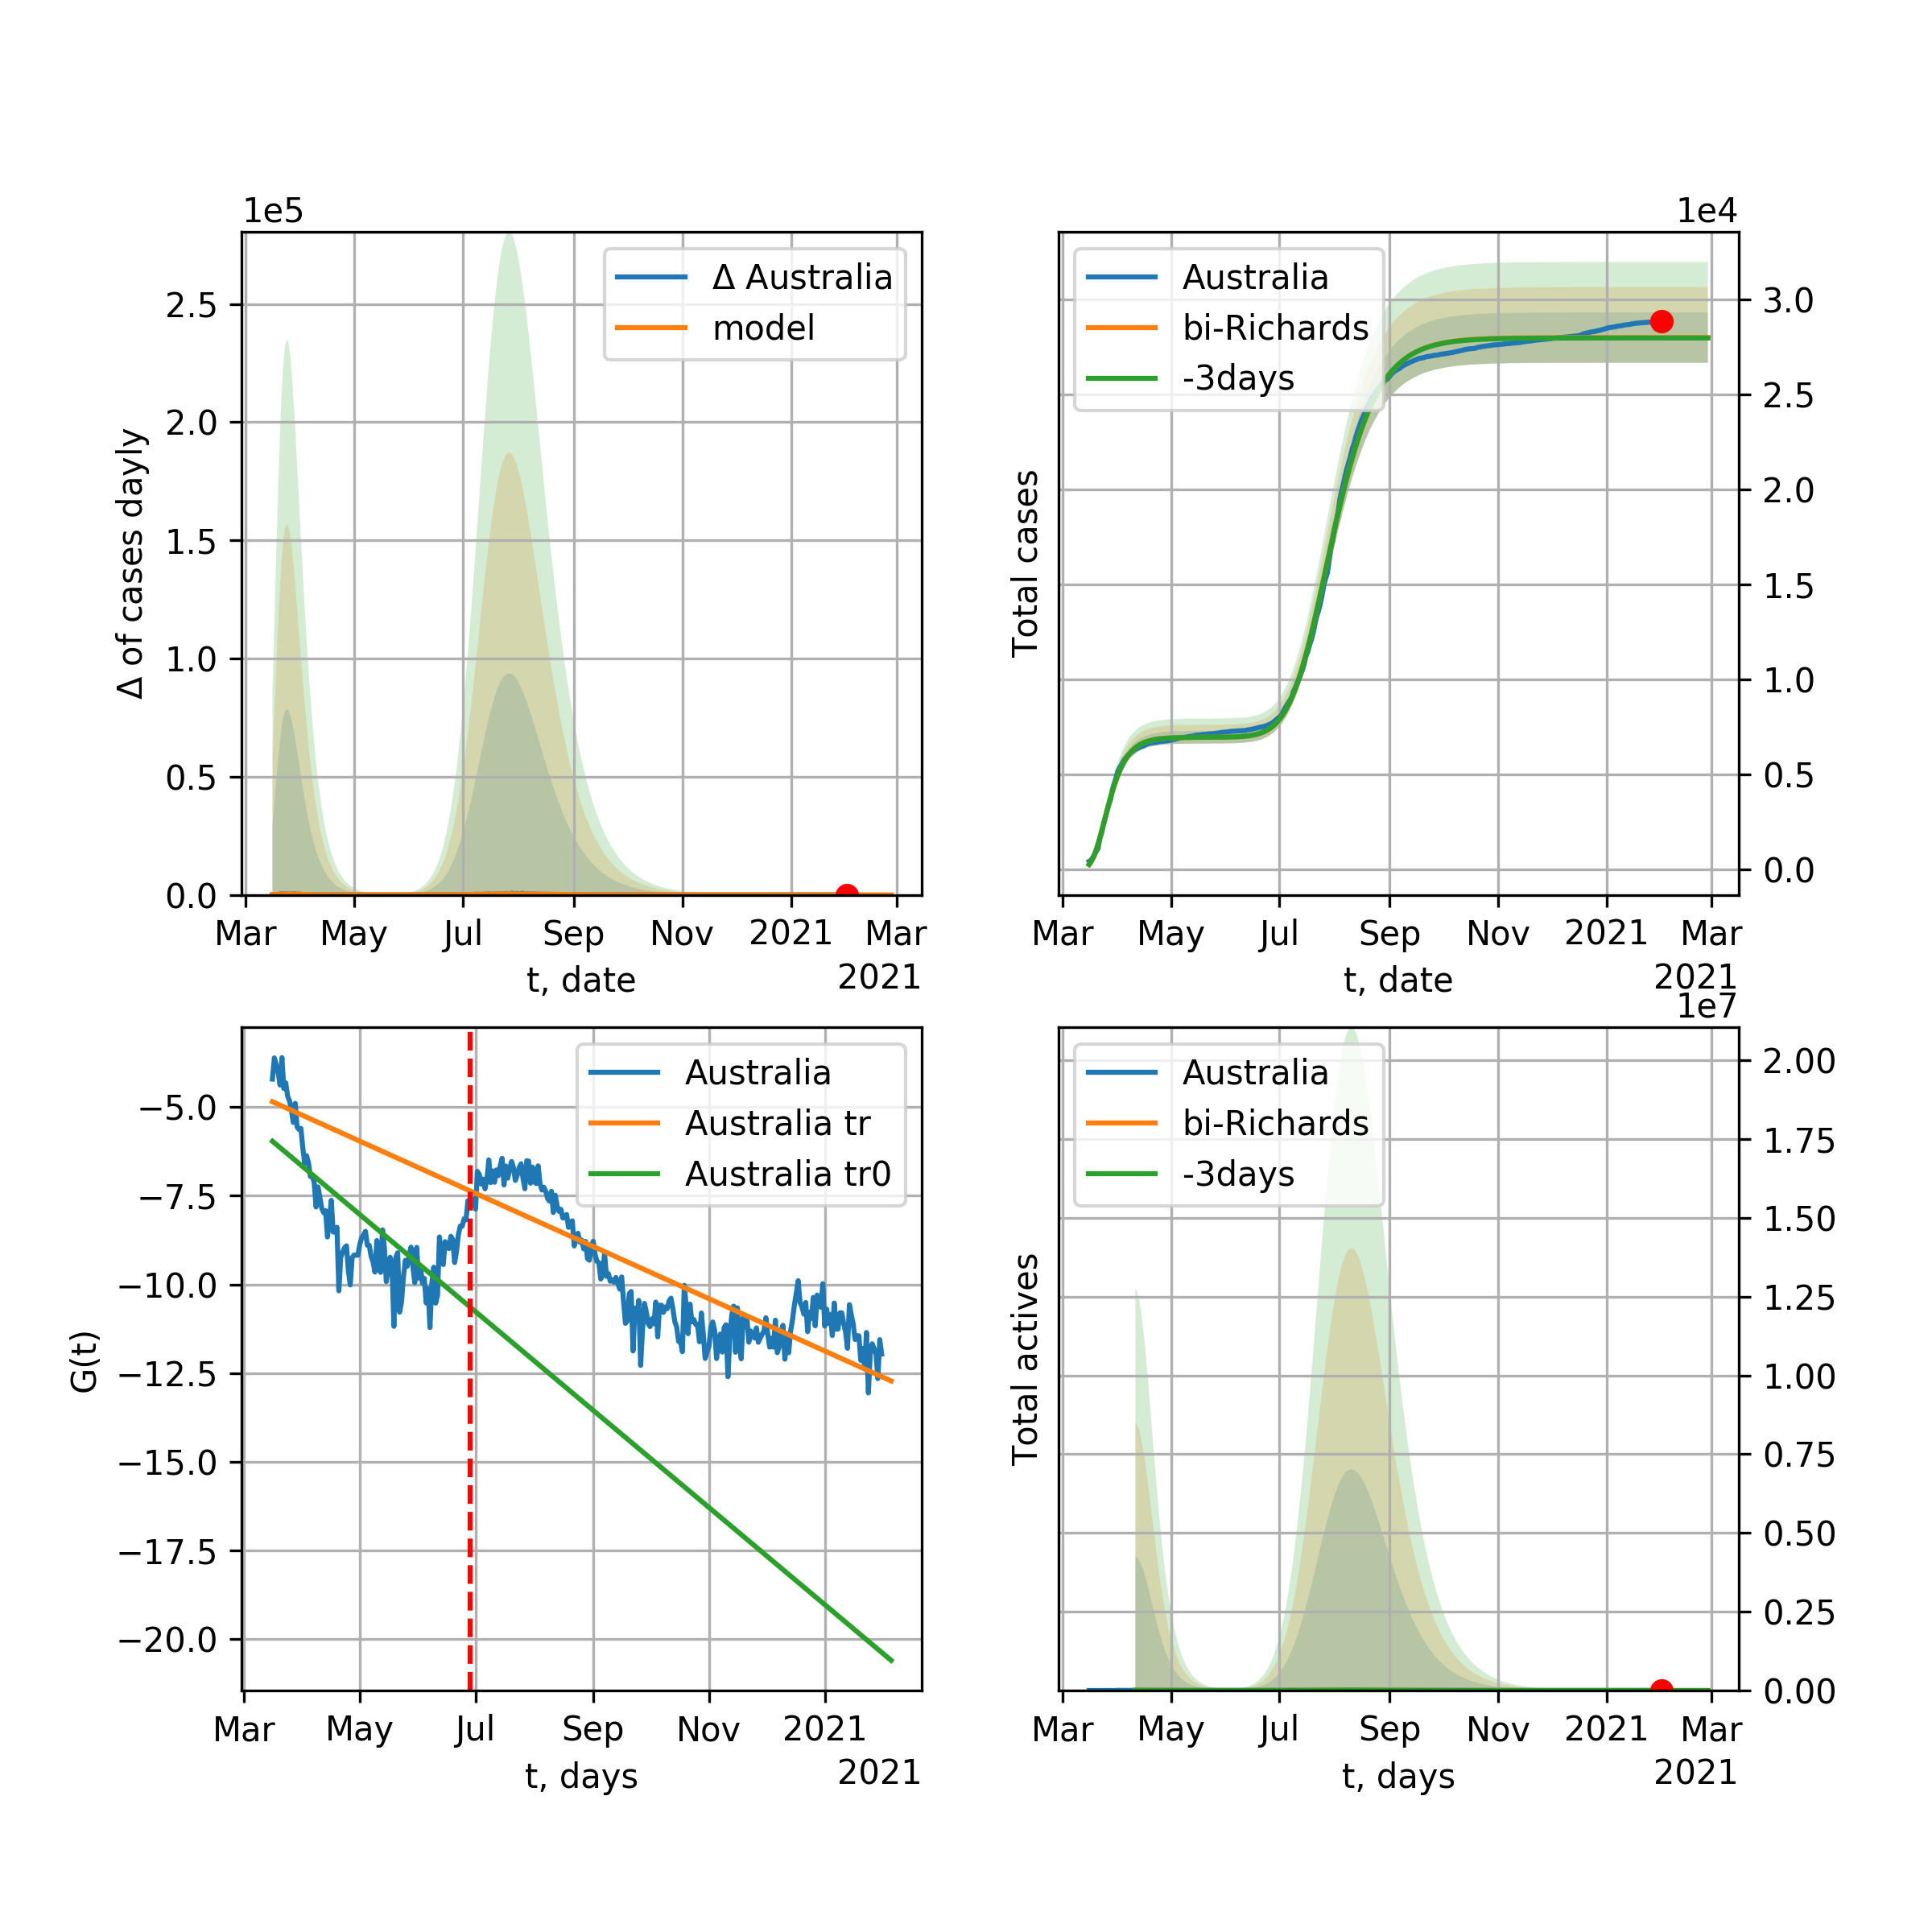 1e5
Δ of cases dayly
2.5
2.0
1.5
1.0
0.5
0.0
Δ Australia
model
Mar May Jul Sep Nov 2021 Mar
t, date
2021
1e4
Total cases
Australia
bi-Richards
-3days
3.0
2.5
2.0
1.5
1.0
0.5
0.0
Mar May Jul Sep Nov 2021 Mar
t, date
2021
G(t)
−5.0
−7.5
−10.0
−12.5
−15.0
−17.5
−20.0
Australia
Australia tr
Australia tr0
Mar May Jul Sep Nov 2021
t, days
2021
1e7
Total actives
Australia
bi-Richards
-3days
2.00
1.75
1.50
1.25
1.00
0.75
0.50
0.25
0.00
Mar May Jul Sep Nov 2021 Mar
t, days
2021